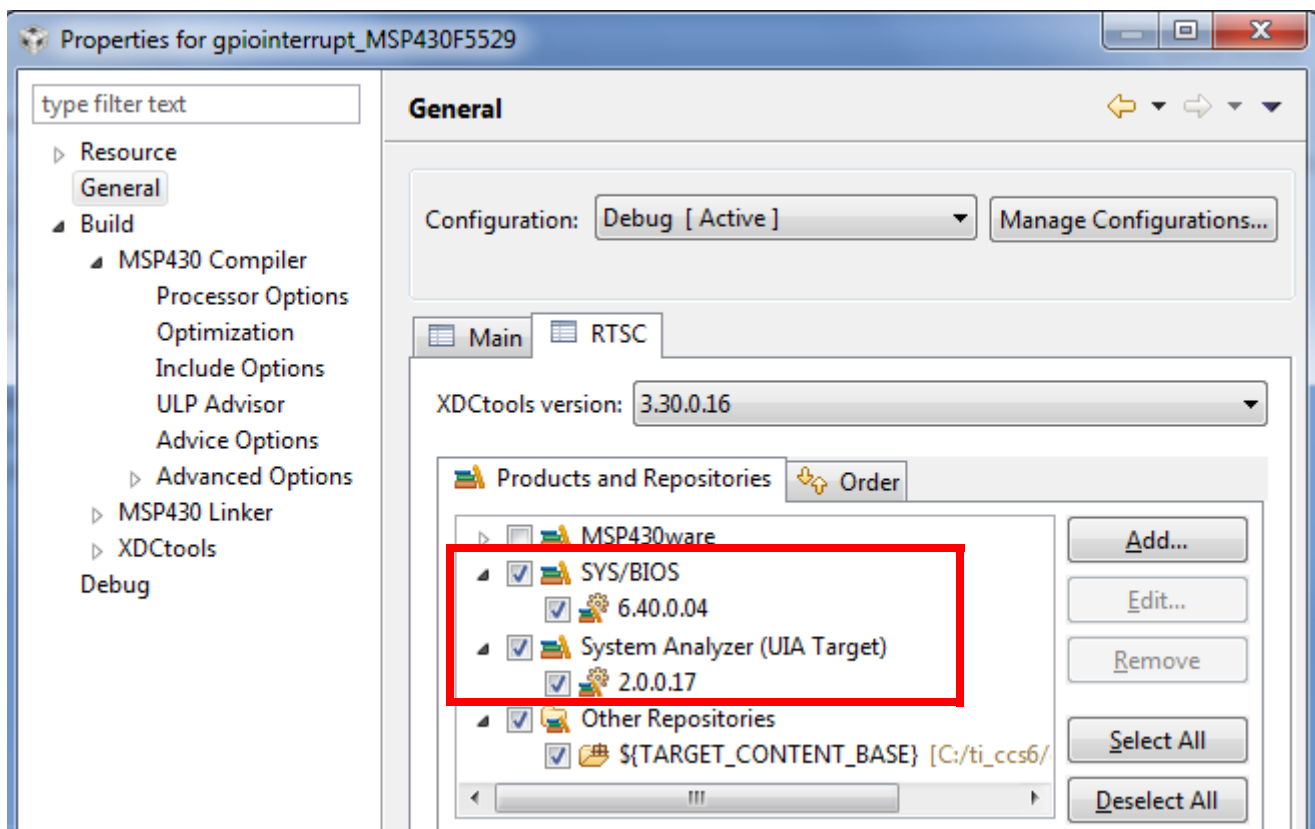 Properties for gpiointerrupt_MSP430F5529
type filter text
Resource
General
Build
MSP430 Compiler
Processor Options
Optimization
Include Options
ULP Advisor
Advice Options
Advanced Options
MSP430 Linker
XDCtools
Debug
General
Configuration: Debug [ Active ] Manage Configurations...
Main RTSC
XDCtools version: 3.30.0.16
Products and Repositories Order
MSP430ware
SYS/BIOS
6.40.0.04
System Analyzer (UIA Target)
2.0.0.17
Other Repositories
${TARGET_CONTENT_BASE} [C:/ti_ccs6/
Add...
Edit...
Remove
Select All
Deselect All